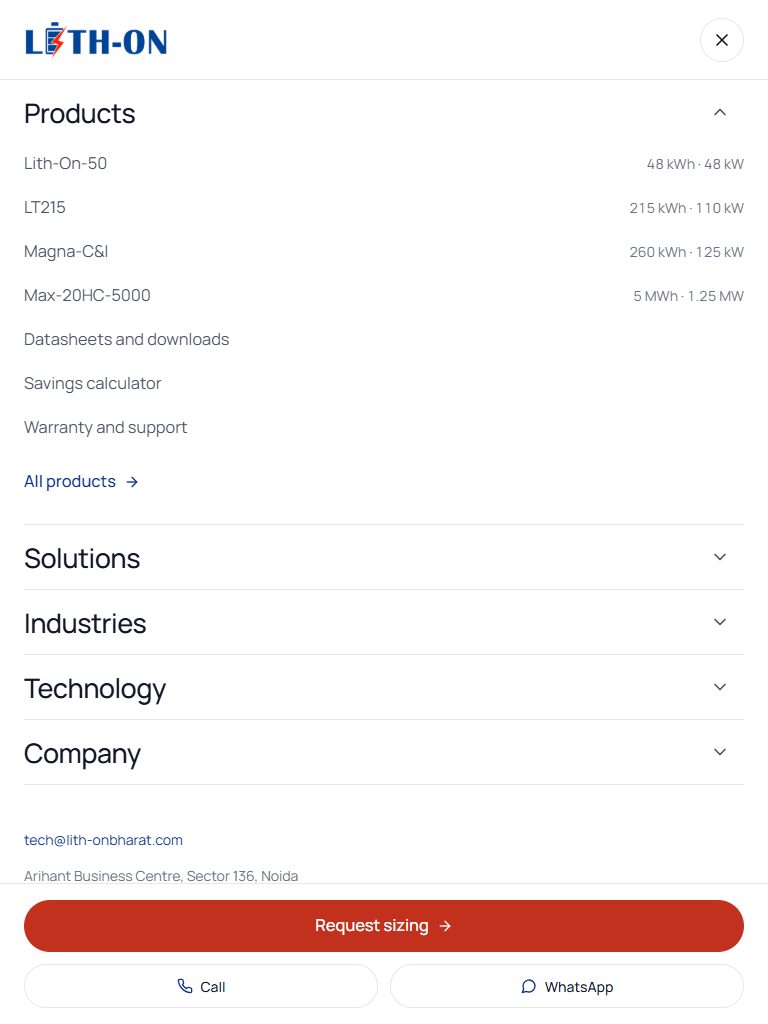 LITH-ON
Products
Lith-On-50 48 kWh · 48 kW
LT215 215 kWh · 110 kW
Magna-C&I 260 kWh · 125 kW
Max-20HC-5000 5 MWh · 1.25 MW
Datasheets and downloads
Savings calculator
Warranty and support
All products →
Solutions
Industries
Technology
Company
tech@lith-onbharat.com
Arihant Business Centre, Sector 136, Noida
Request sizing →
Call
WhatsApp